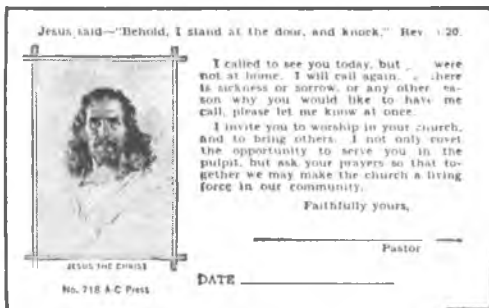 Jesus said—"Behold, I stand at the door, and knock." Rev. 20.
I called to see you today, but were
not at home. I will call again. there
is sickness or sorrow, or any other
son why you would like to have me
call, please let me know at once.
I invite you to worship in your church,
and to bring others. I not only covet
the opportunity to serve you in the
pulpit, but ask your prayers so that to-
gether we may make the church a living
force in our community.
Faithfully yours,
Pastor
JESUS THE CHRIST
No. 718 A-C Press
DATE